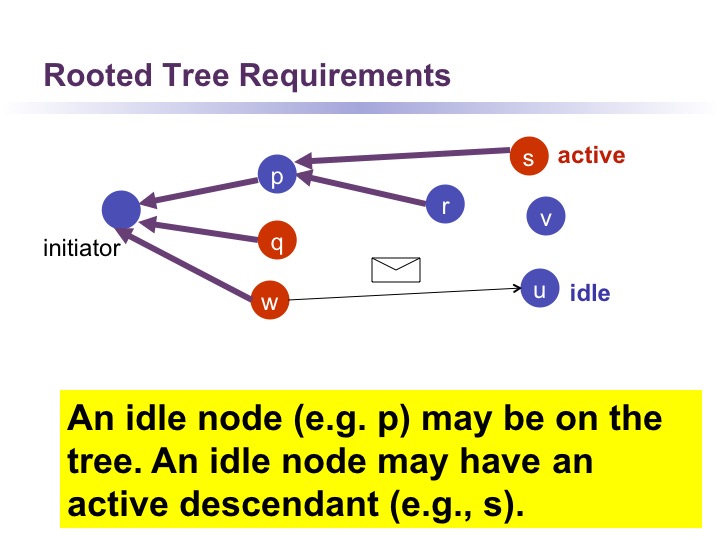 Rooted Tree Requirements
s
active
p
r
v
q
initiator
w
u
idle
An idle node (e.g. p) may be on the
tree. An idle node may have an
active descendant (e.g., s).